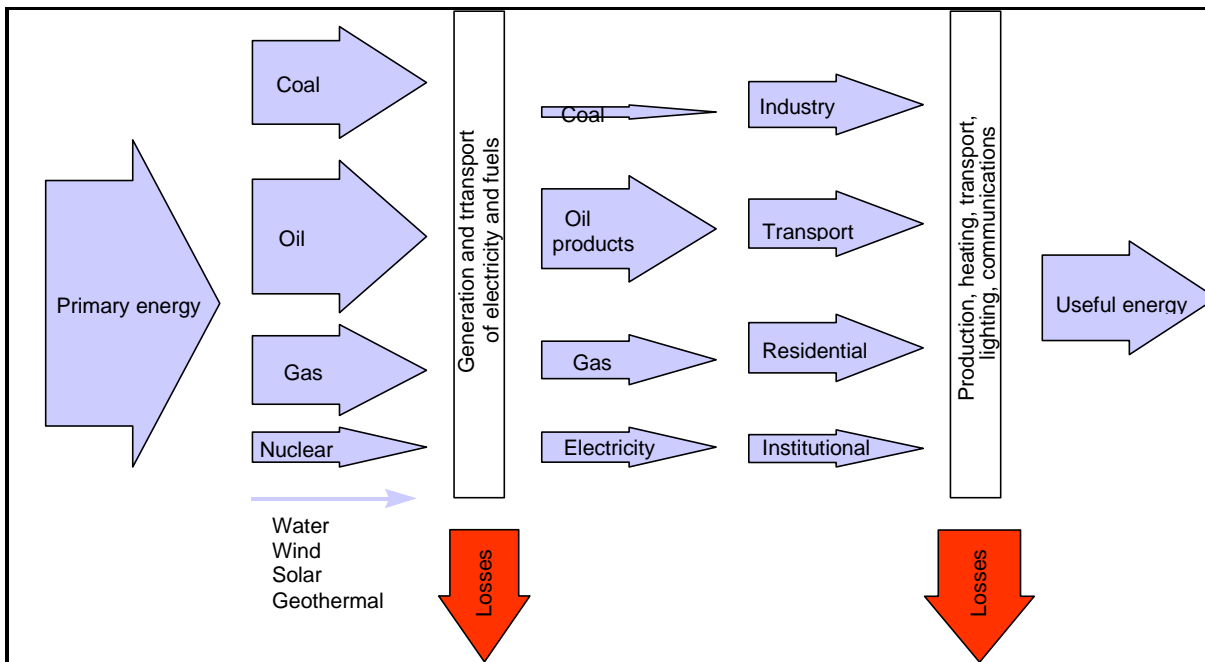 Primary energy
Coal
Oil
Gas
Nuclear
Water
Wind
Solar
Geothermal
Generation and trtansport
of electricity and fuels
Losses
Coal
Oil
products
Gas
Electricity
Industry
Transport
Residential
Institutional
Production, heating, transport,
lighting, communications
Losses
Useful energy